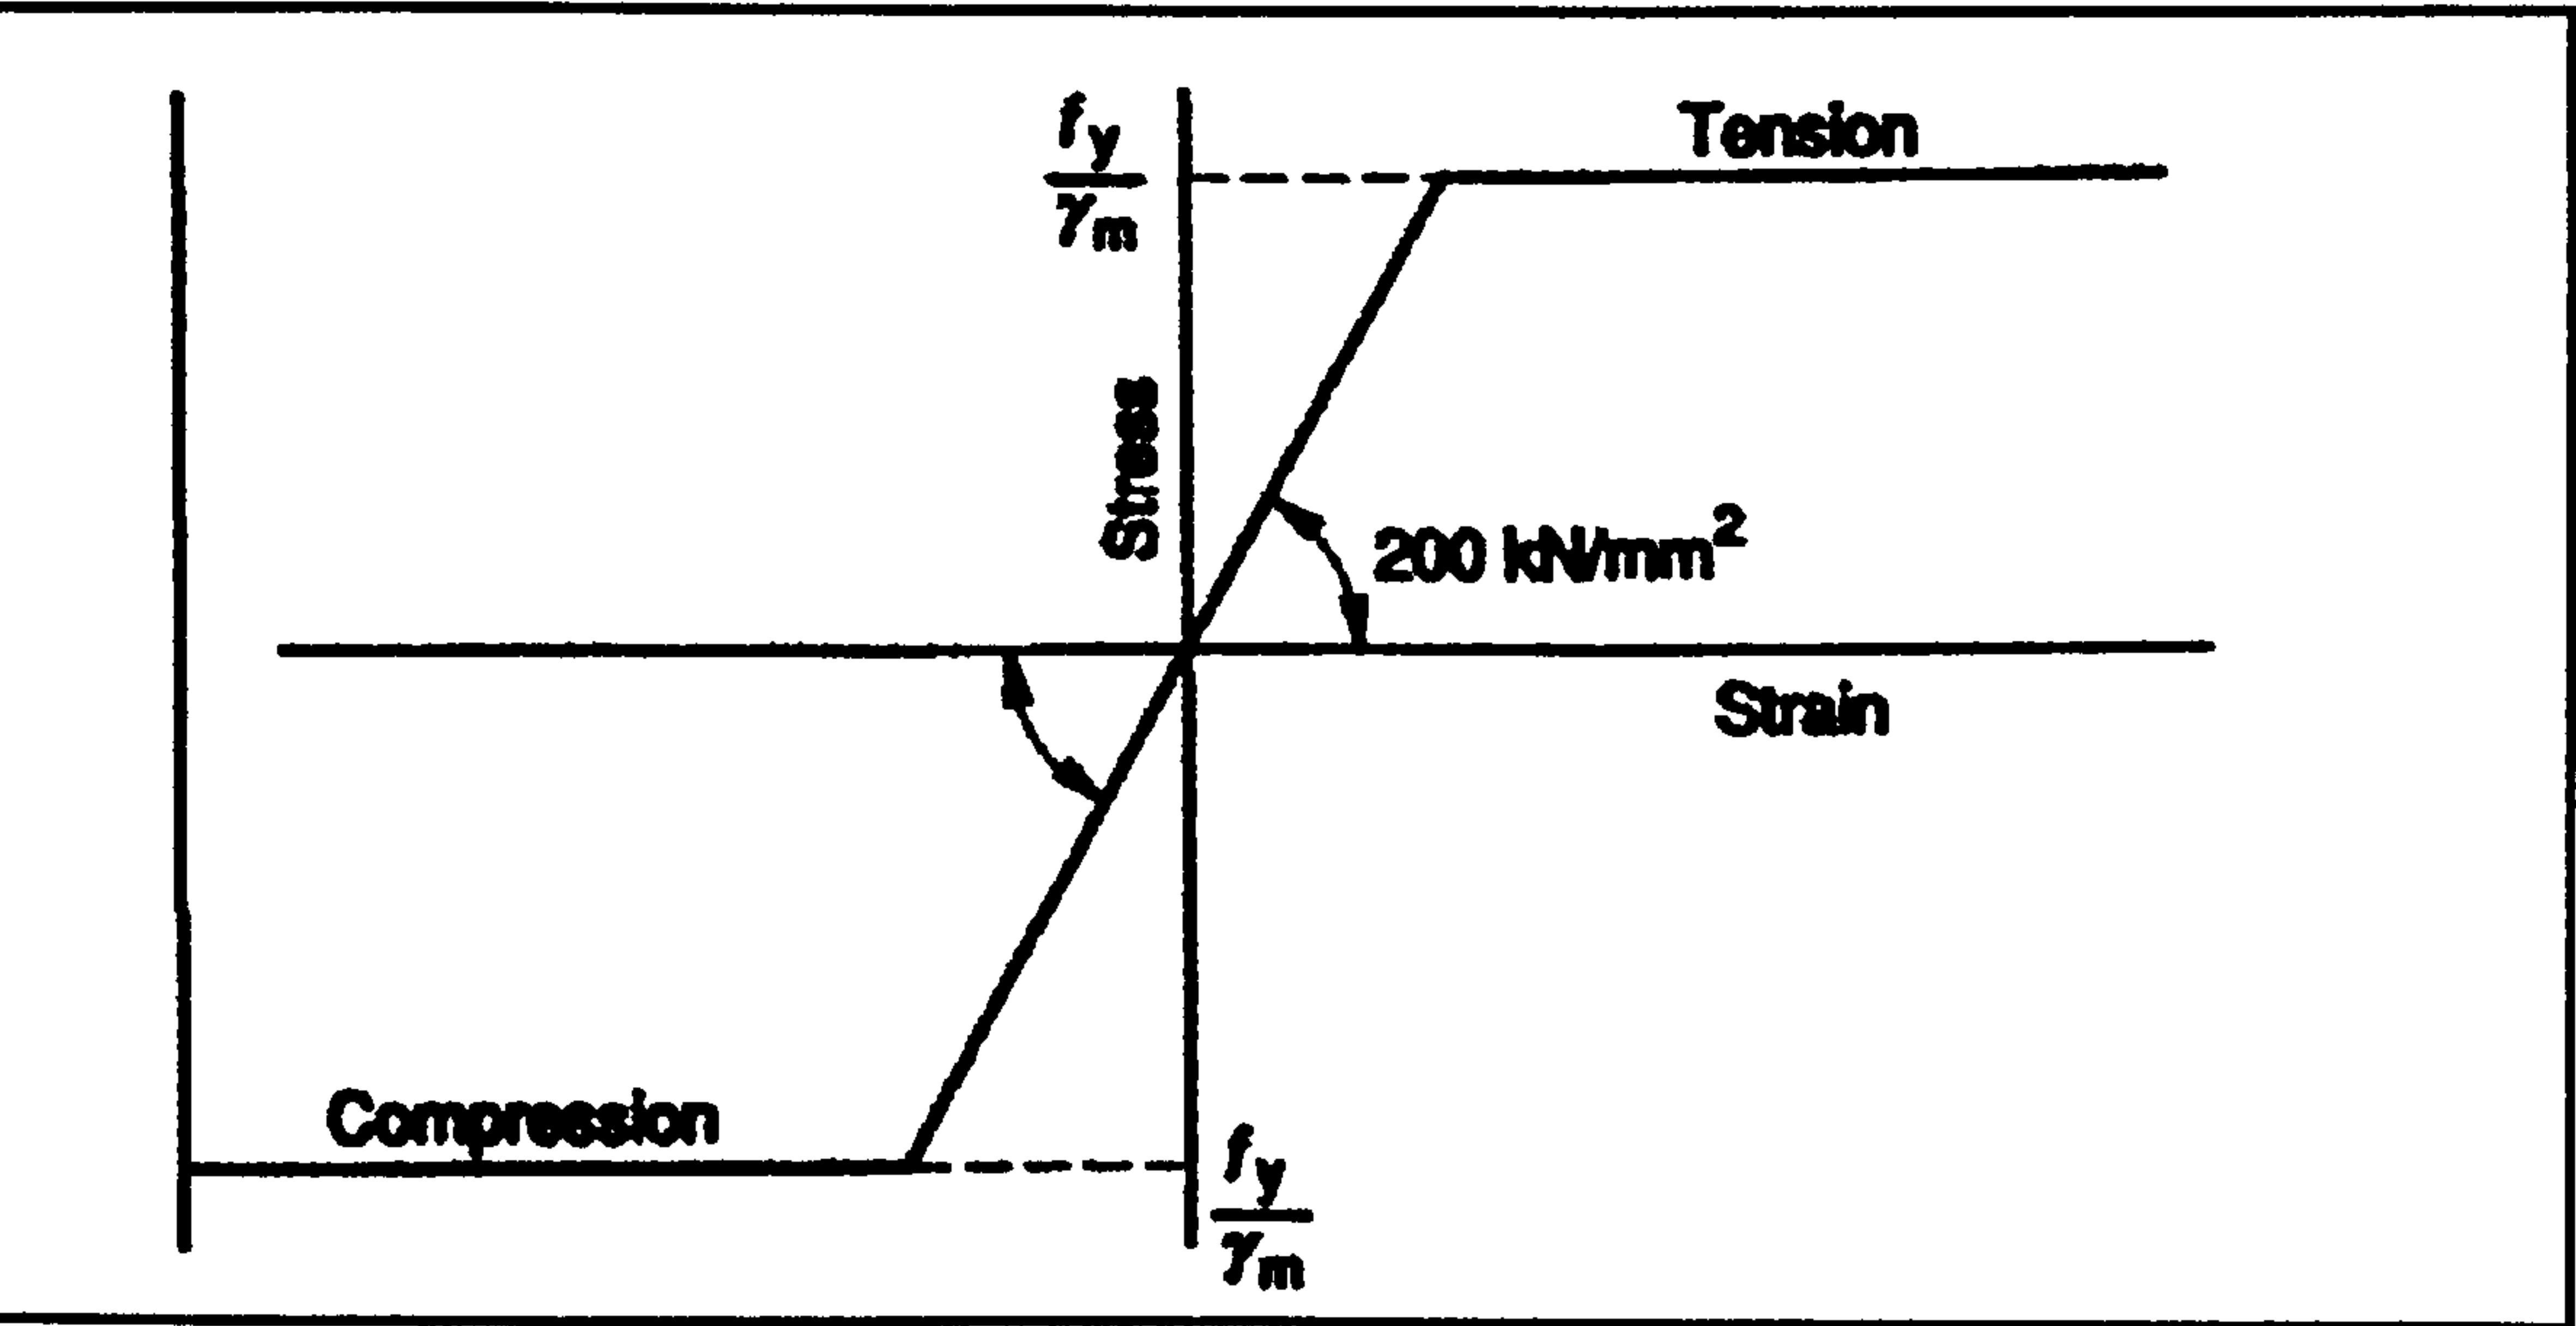 f_y
γ_m
Tension
Stress
200 kN/mm²
Strain
Compression
f_y
γ_m